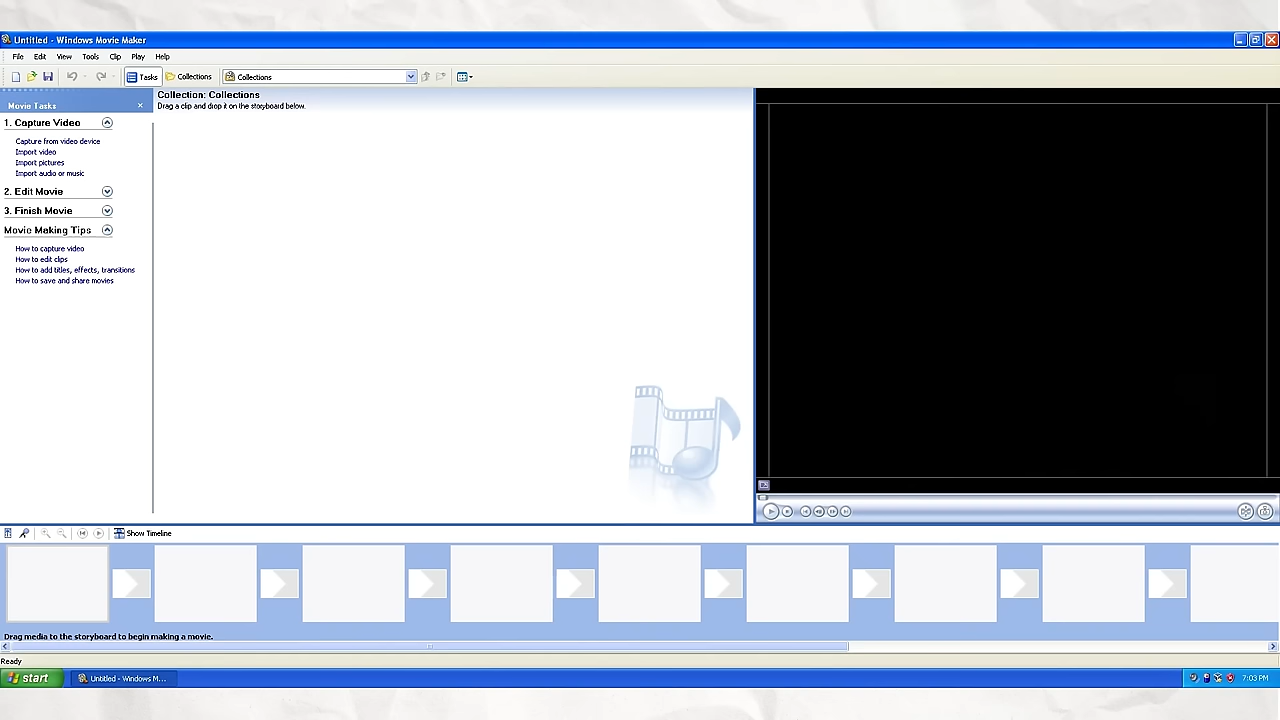 Untitled - Windows Movie Maker
File Edit View Tools Clip Play Help
Tasks Collections Collections
Movie Tasks
Collection: Collections
Drag a clip and drop it on the storyboard below.
1. Capture Video
Capture from video device
Import video
Import pictures
Import audio or music
2. Edit Movie
3. Finish Movie
Movie Making Tips
How to capture video
How to edit clips
How to add titles, effects, transitions
How to save and share movies
Show Timeline
Drag media to the storyboard to begin making a movie.
Ready
start Untitled - Windows M... 7:03 PM